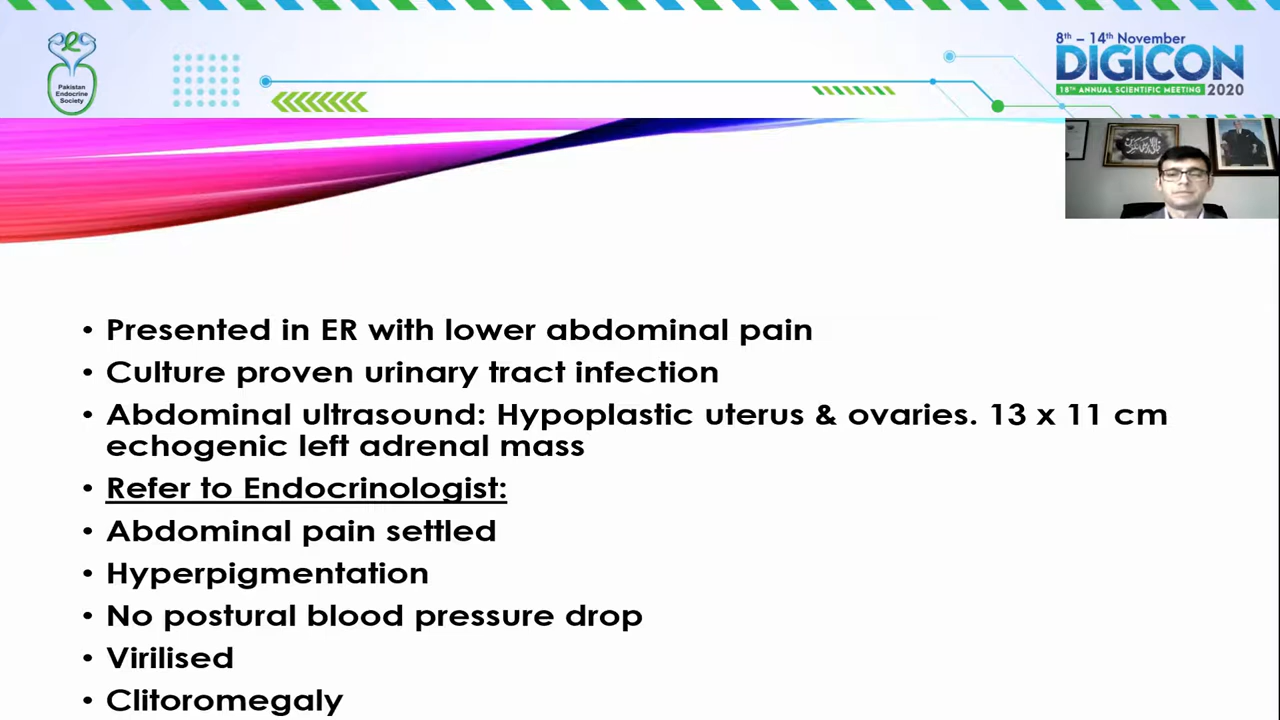 Pakistan
Endocrine
Society
8th – 14th November
DIGICON
18TH ANNUAL SCIENTIFIC MEETING 2020
• Presented in ER with lower abdominal pain
• Culture proven urinary tract infection
• Abdominal ultrasound: Hypoplastic uterus & ovaries. 13 x 11 cm
echogenic left adrenal mass
• Refer to Endocrinologist:
• Abdominal pain settled
• Hyperpigmentation
• No postural blood pressure drop
• Virilised
• Clitoromegaly